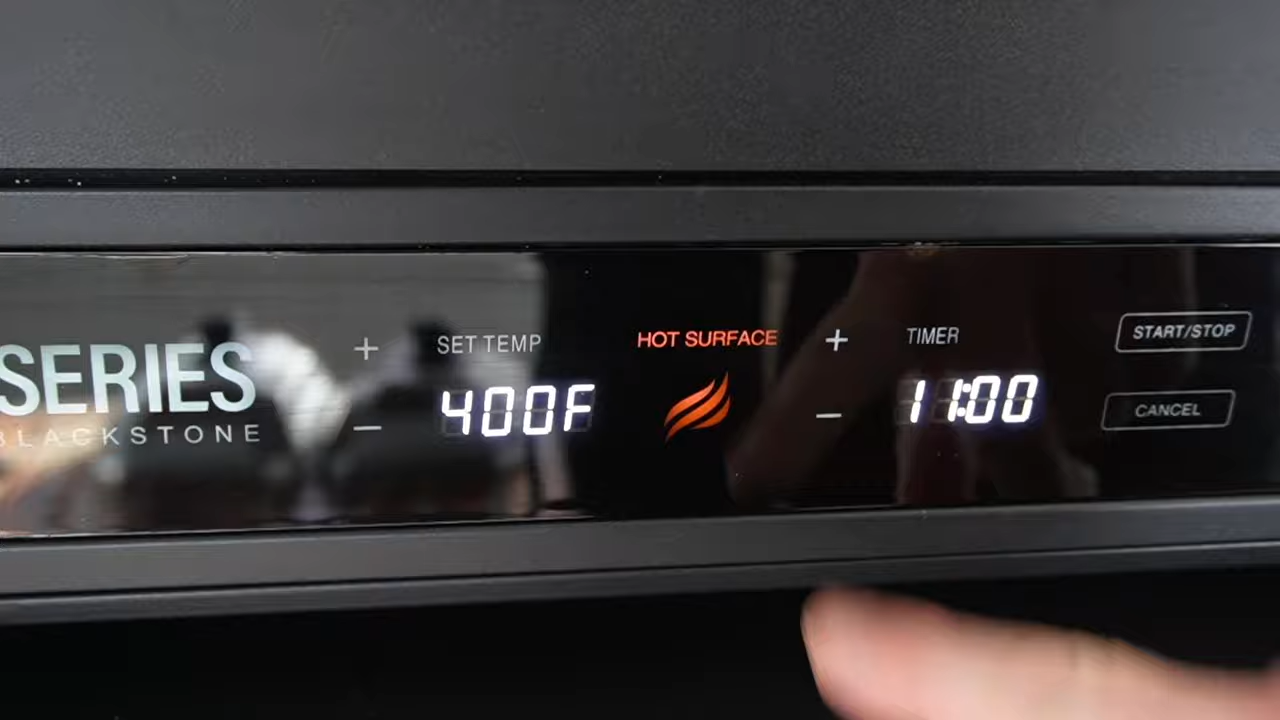 SERIES
BLACKSTONE
+
SET TEMP
400F
−
HOT SURFACE
+
TIMER
11:00
−
START/STOP
CANCEL